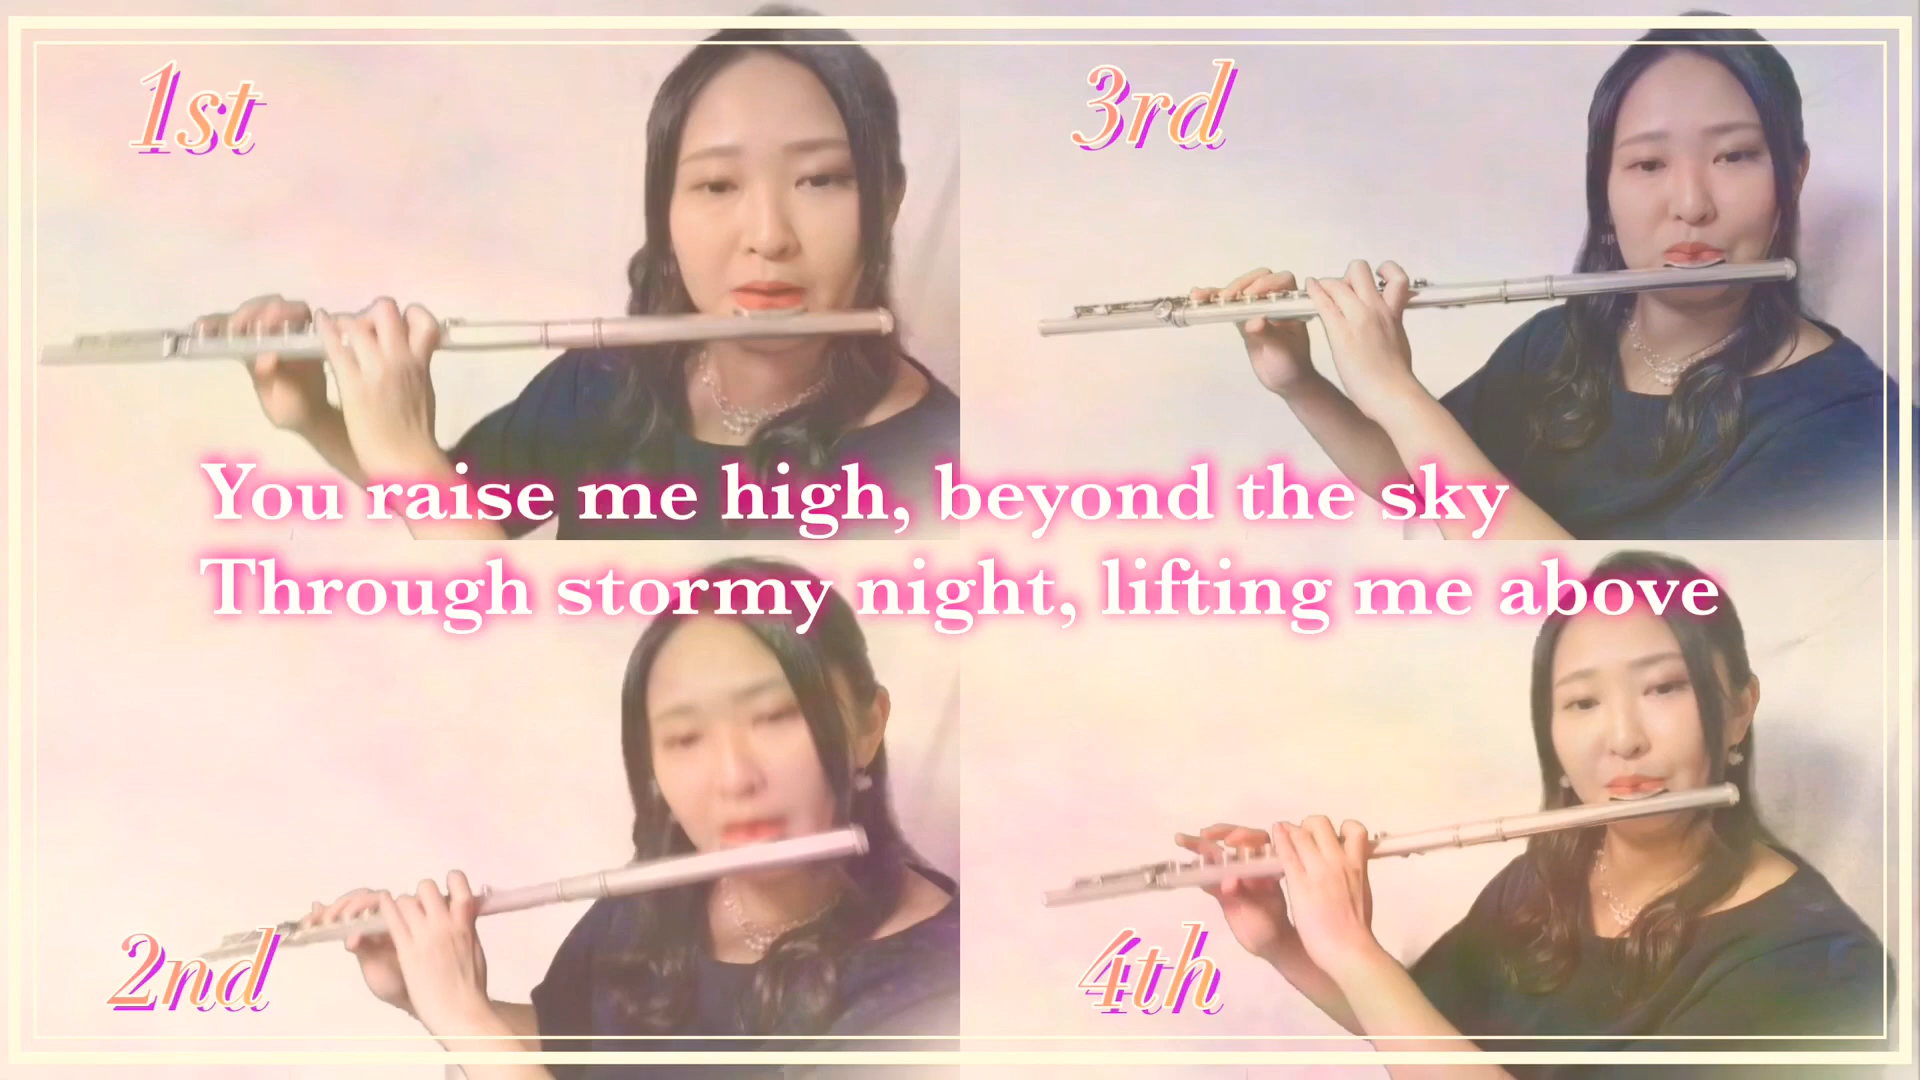 1st
3rd
You raise me high, beyond the sky
Through stormy night, lifting me above
2nd
4th